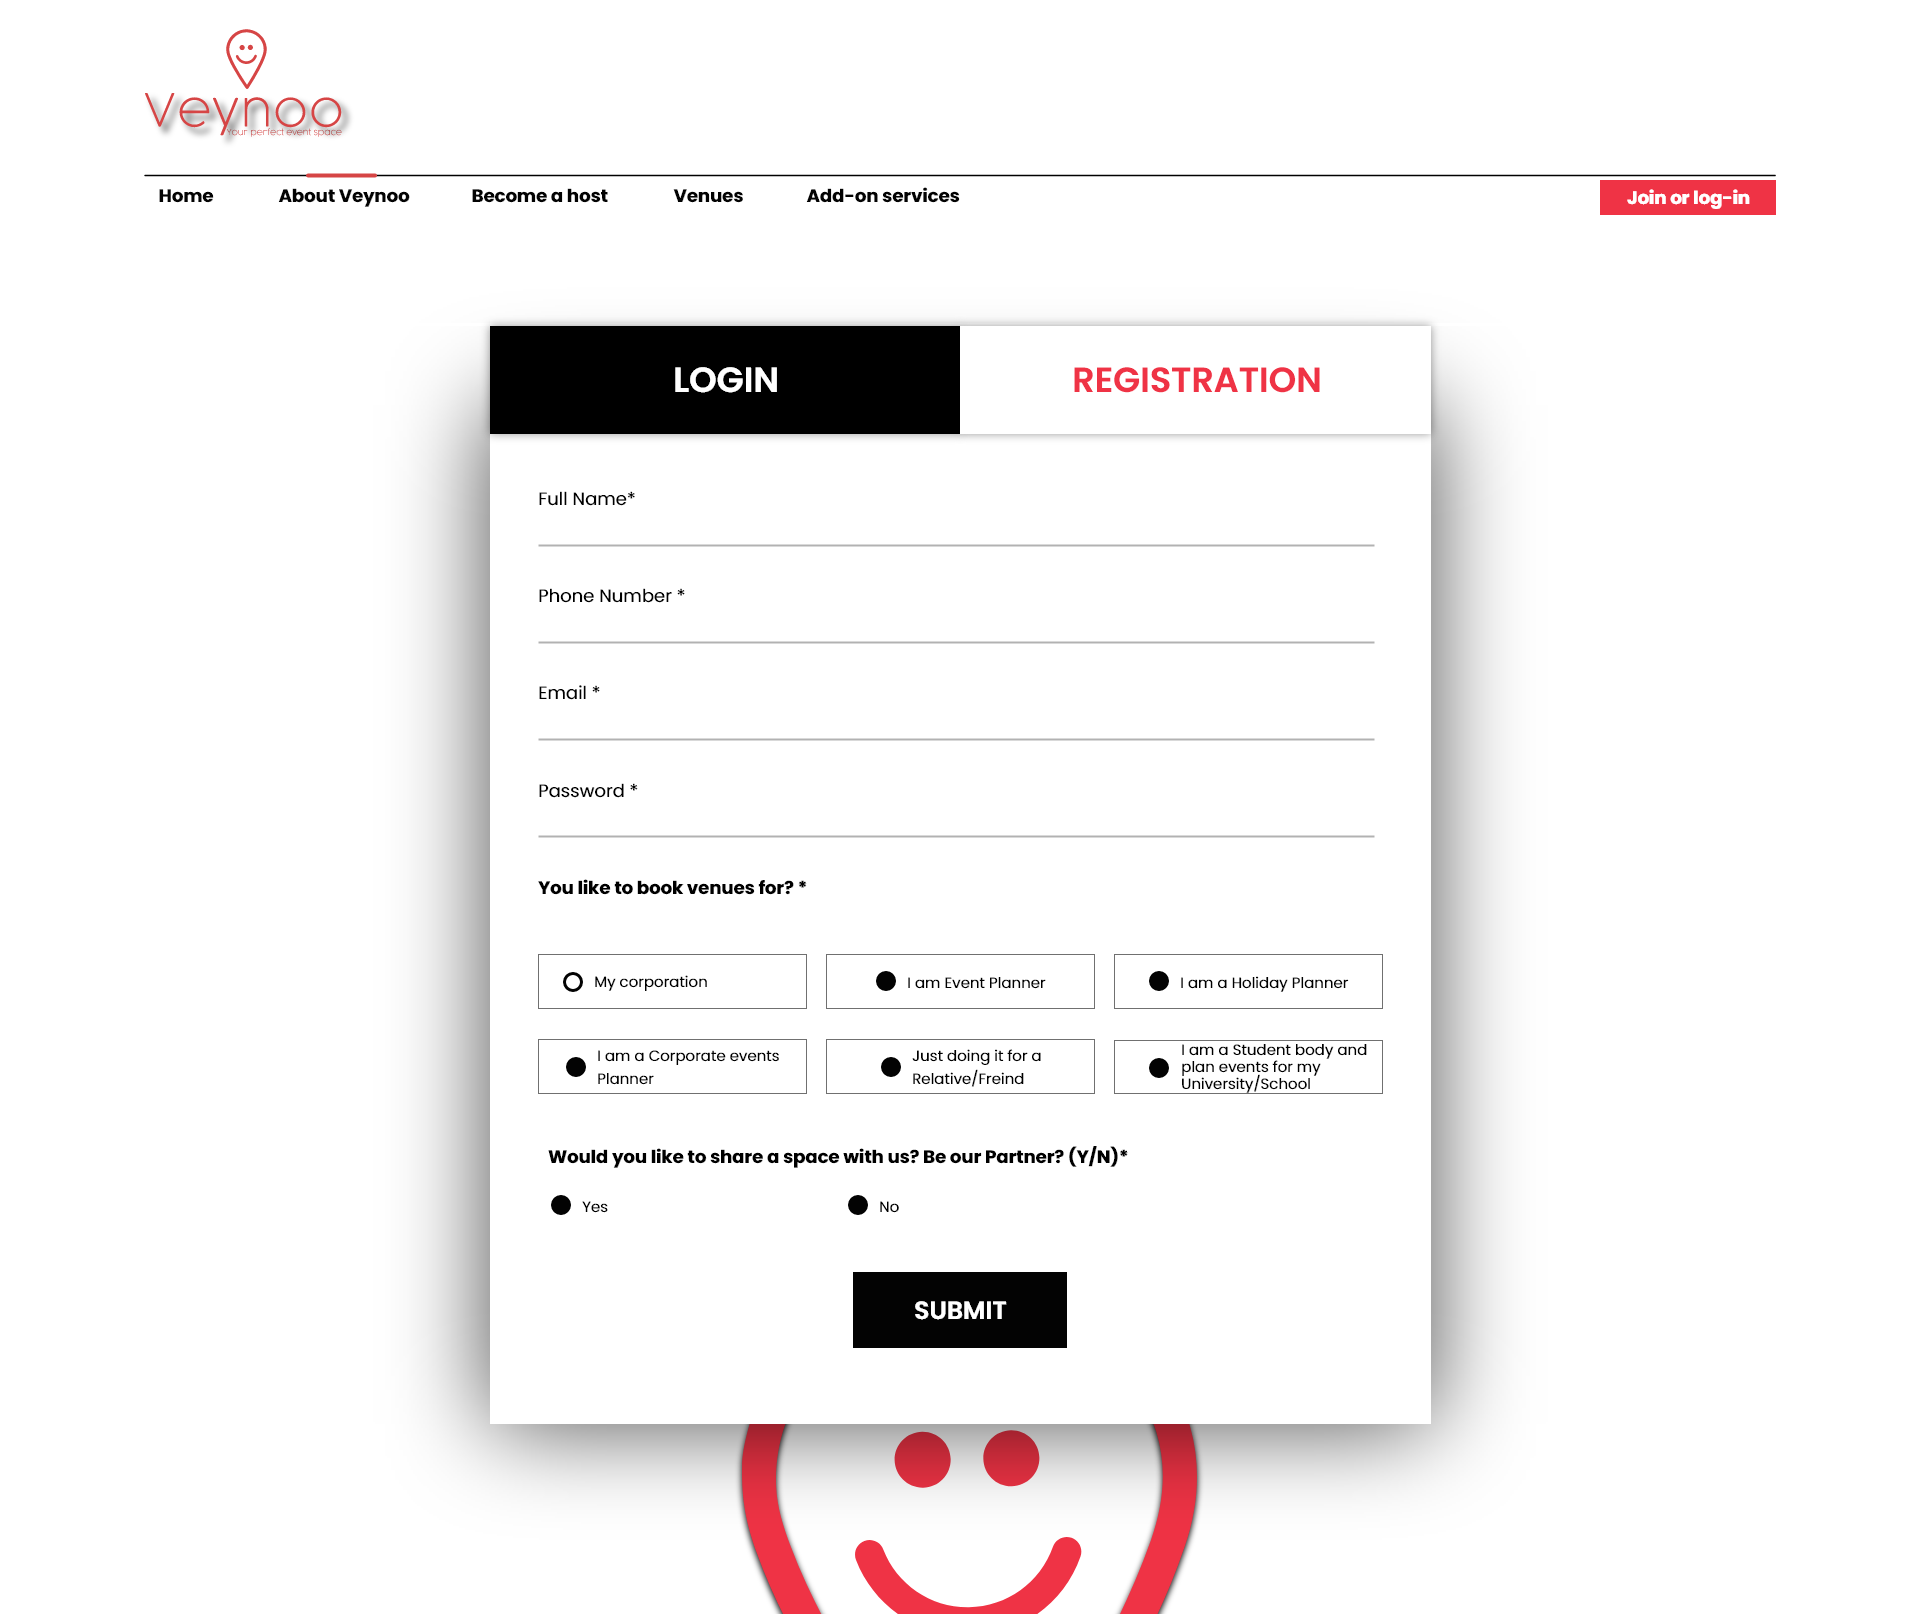 Veynoo
Your perfect event space
Home About Veynoo Become a host Venues Add-on services Join or log-in
LOGIN REGISTRATION
Full Name*
Phone Number *
Email *
Password *
You like to book venues for? *
My corporation
I am Event Planner
I am a Holiday Planner
I am a Corporate events
Planner
Just doing it for a
Relative/Freind
I am a Student body and
plan events for my
University/School
Would you like to share a space with us? Be our Partner? (Y/N)*
Yes No
SUBMIT